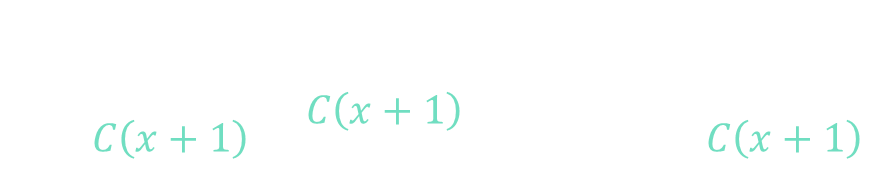 C(x + 1)
C(x + 1) C(x + 1)